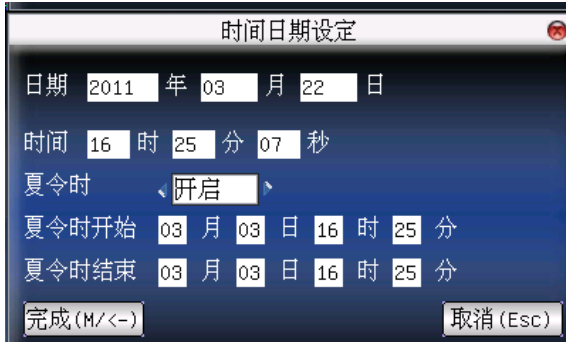 时间日期设定
日期 2011 年 03 月 22 日
时间 16 时 25 分 07 秒
夏令时 开启
夏令时开始 03 月 03 日 16 时 25 分
夏令时结束 03 月 03 日 16 时 25 分
完成(M/<-) 取消(Esc)